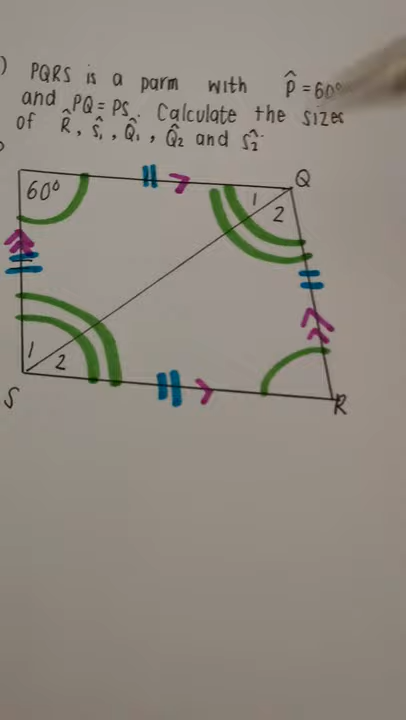 ) PQRS is a parm with P̂ = 60°
and PQ = PS. Calculate the sizes
of R̂, Ŝ₁, Q̂₁, Q̂₂ and Ŝ₂.
60°
1
Q
2
1
2
S
R